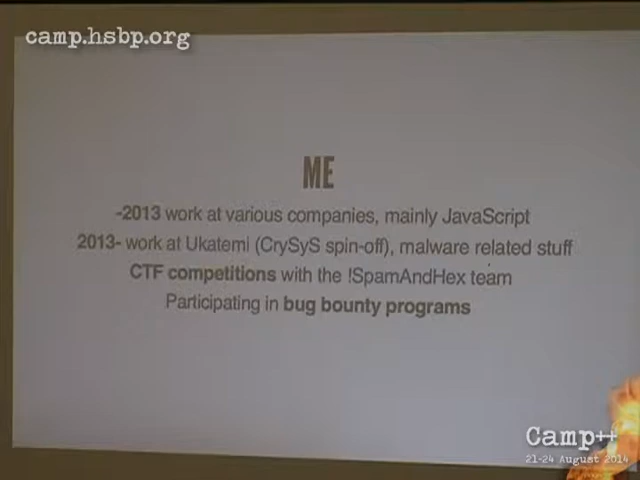 camp.hsbp.org
ME
-2013 work at various companies, mainly JavaScript
2013- work at Ukatemi (CrySyS spin-off), malware related stuff
CTF competitions with the !SpamAndHex team
Participating in bug bounty programs
Camp++
21-24 August 2014